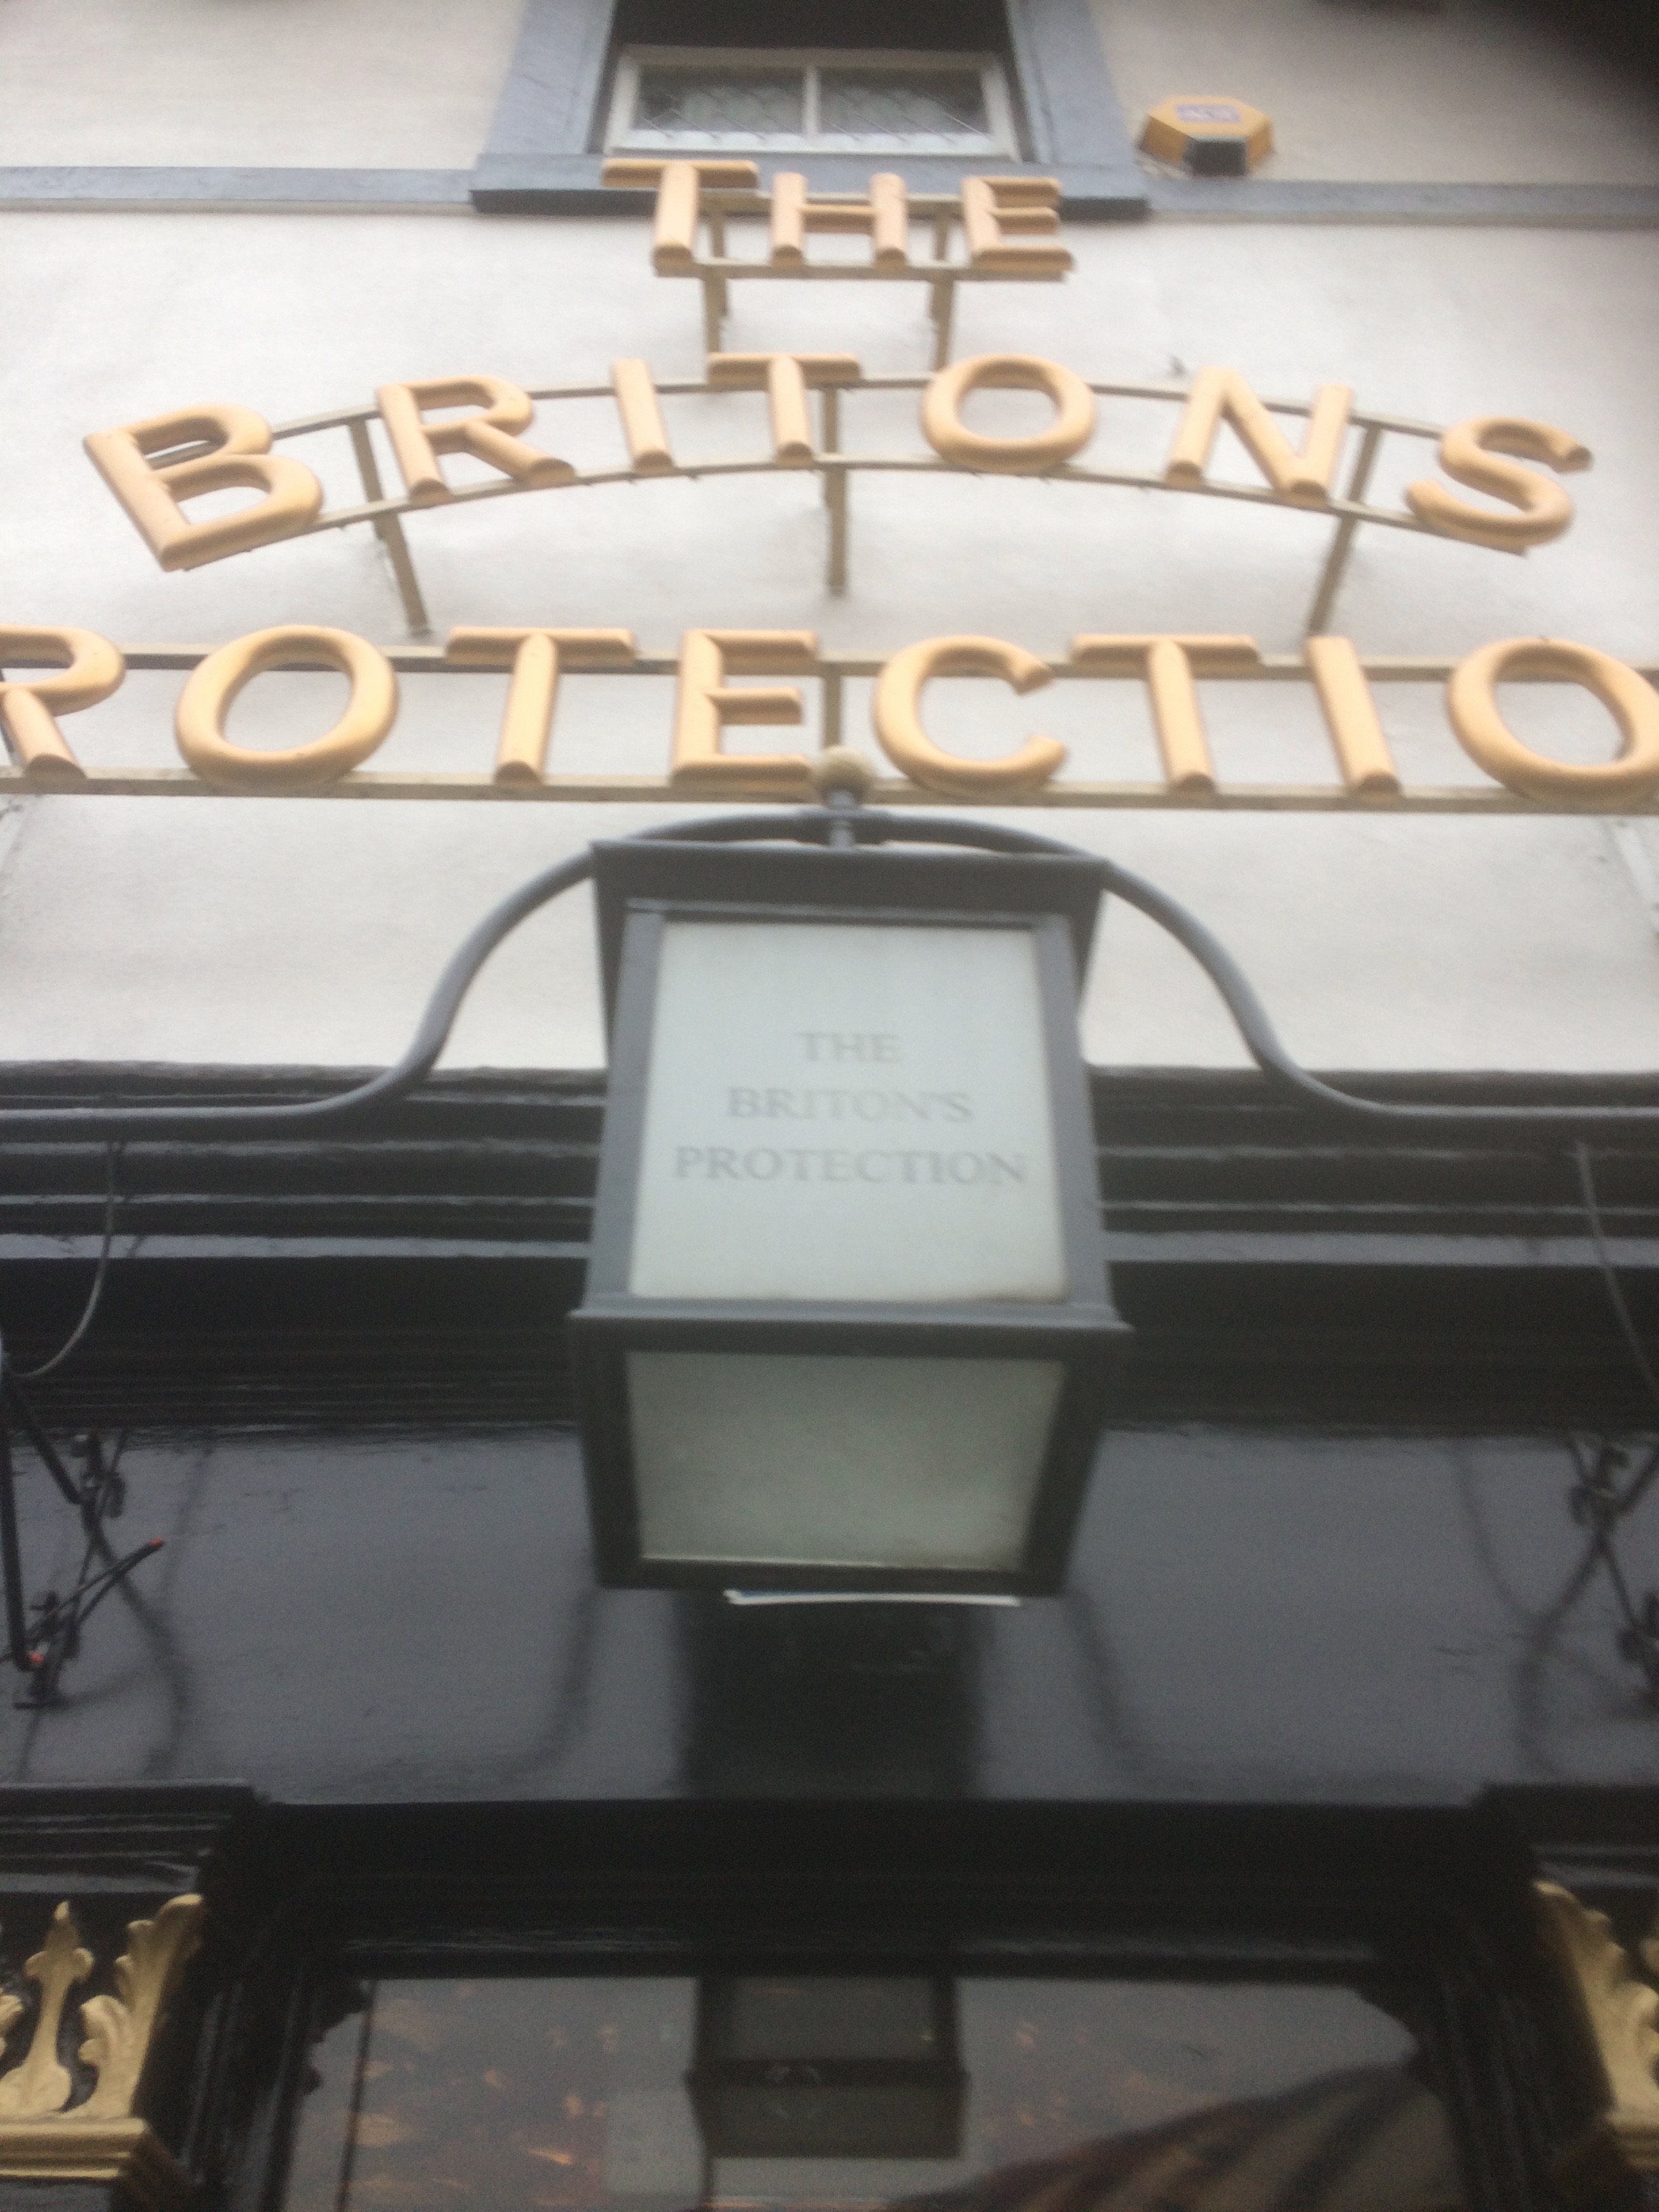 THE
BRITONS
ROTECTIO
THE
BRITON'S
PROTECTION